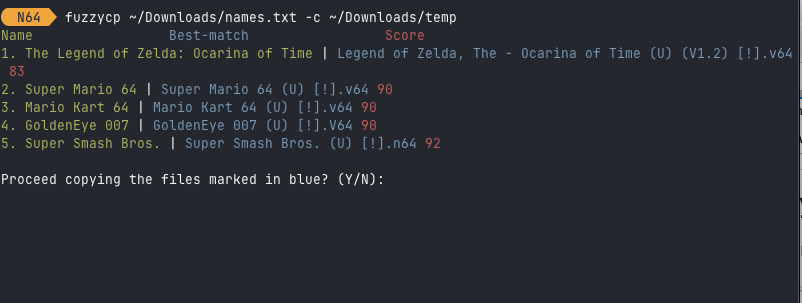 N64 fuzzycp ~/Downloads/names.txt -c ~/Downloads/temp
Name Best-match Score
1. The Legend of Zelda: Ocarina of Time | Legend of Zelda, The - Ocarina of Time (U) (V1.2) [!].v64
83
2. Super Mario 64 | Super Mario 64 (U) [!].v64 90
3. Mario Kart 64 | Mario Kart 64 (U) [!].v64 90
4. GoldenEye 007 | GoldenEye 007 (U) [!].V64 90
5. Super Smash Bros. | Super Smash Bros. (U) [!].n64 92
Proceed copying the files marked in blue? (Y/N):